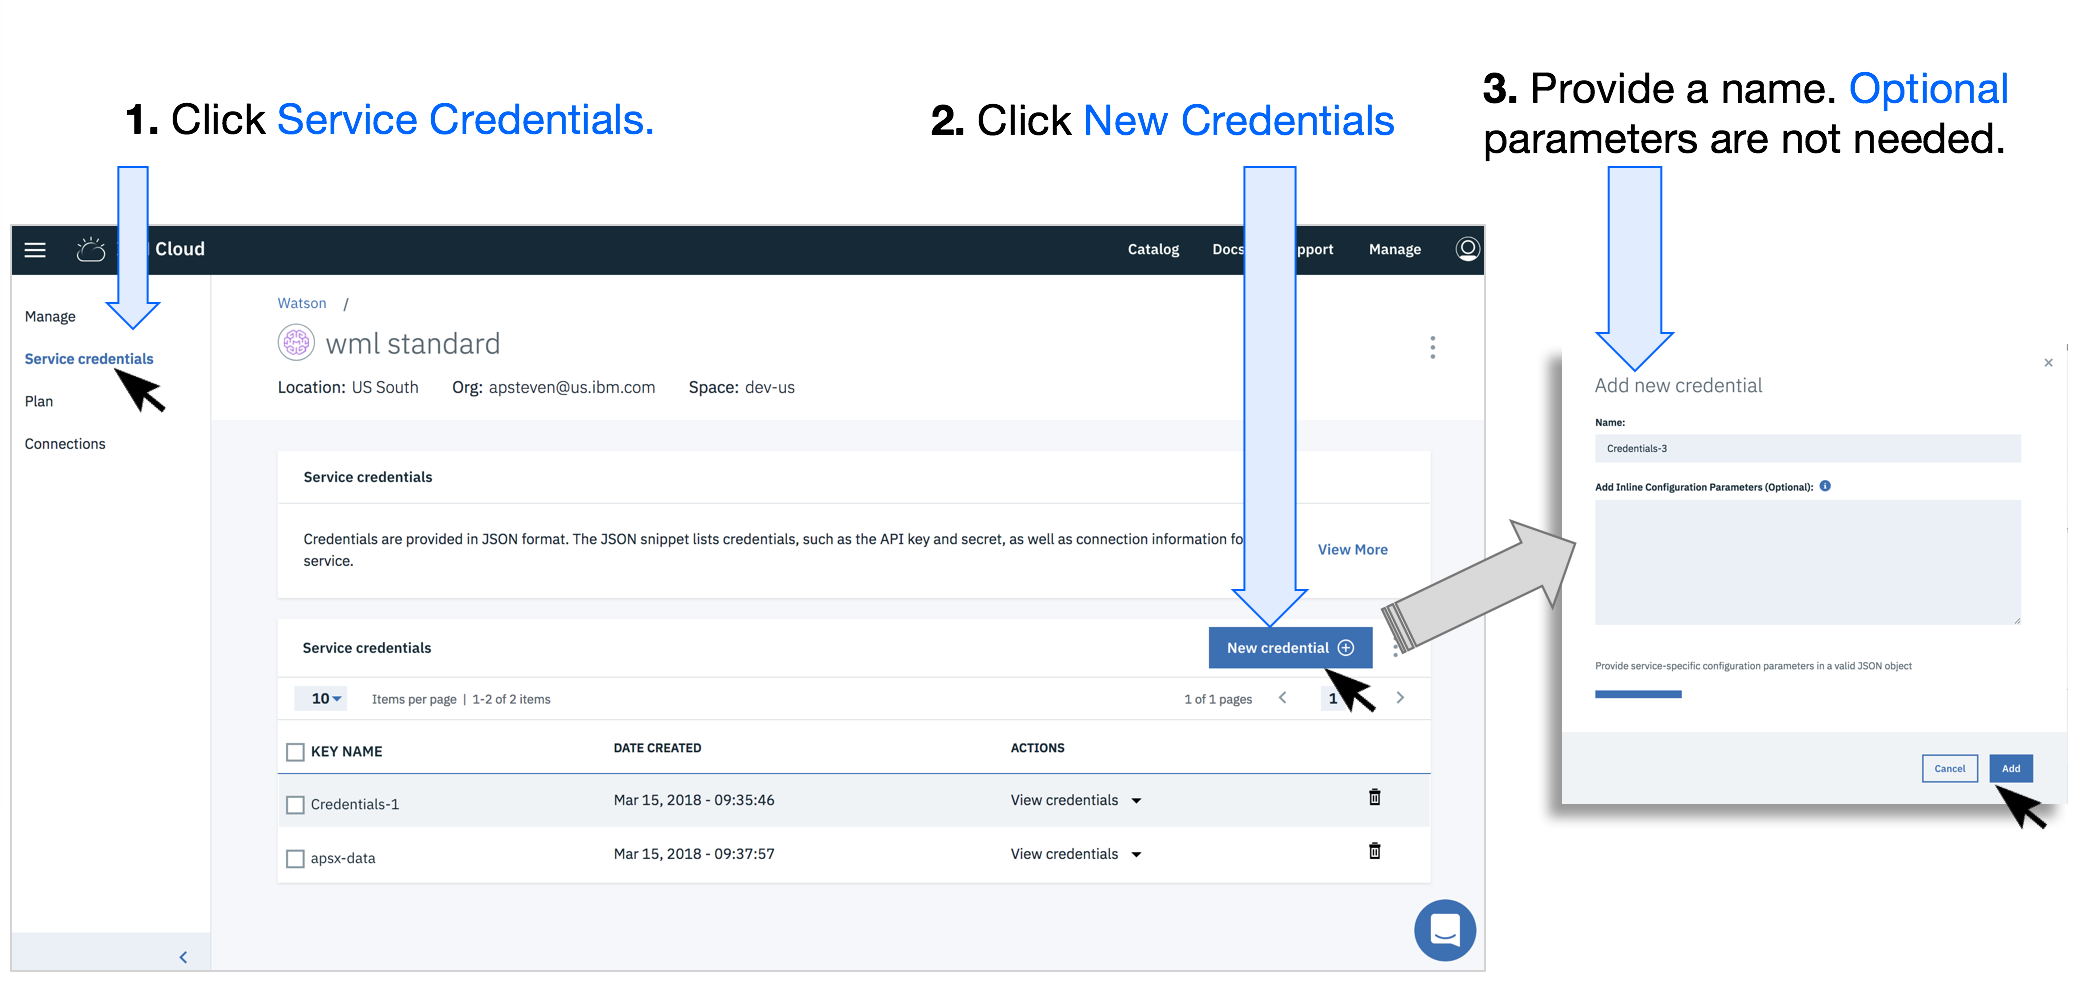 1. Click Service Credentials.
2. Click New Credentials
3. Provide a name. Optional
parameters are not needed.
Cloud
Catalog
Docs
Manage
Manage
Service credentials
Plan
Connections
Watson /
wml standard
Location: US South Org: apsteven@us.ibm.com Space: dev-us
Service credentials
Credentials are provided in JSON format. The JSON snippet lists credentials, such as the API key and secret, as well as connection information fo
service.
View More
Service credentials
New credential
10 Items per page | 1-2 of 2 items
1 of 1 pages < 1 >
KEY NAME DATE CREATED ACTIONS
Credentials-1 Mar 15, 2018 - 09:35:46 View credentials
apsx-data Mar 15, 2018 - 09:37:57 View credentials
Add new credential
Name:
Credentials-3
Add Inline Configuration Parameters (Optional):
Provide service-specific configuration parameters in a valid JSON object
Cancel Add